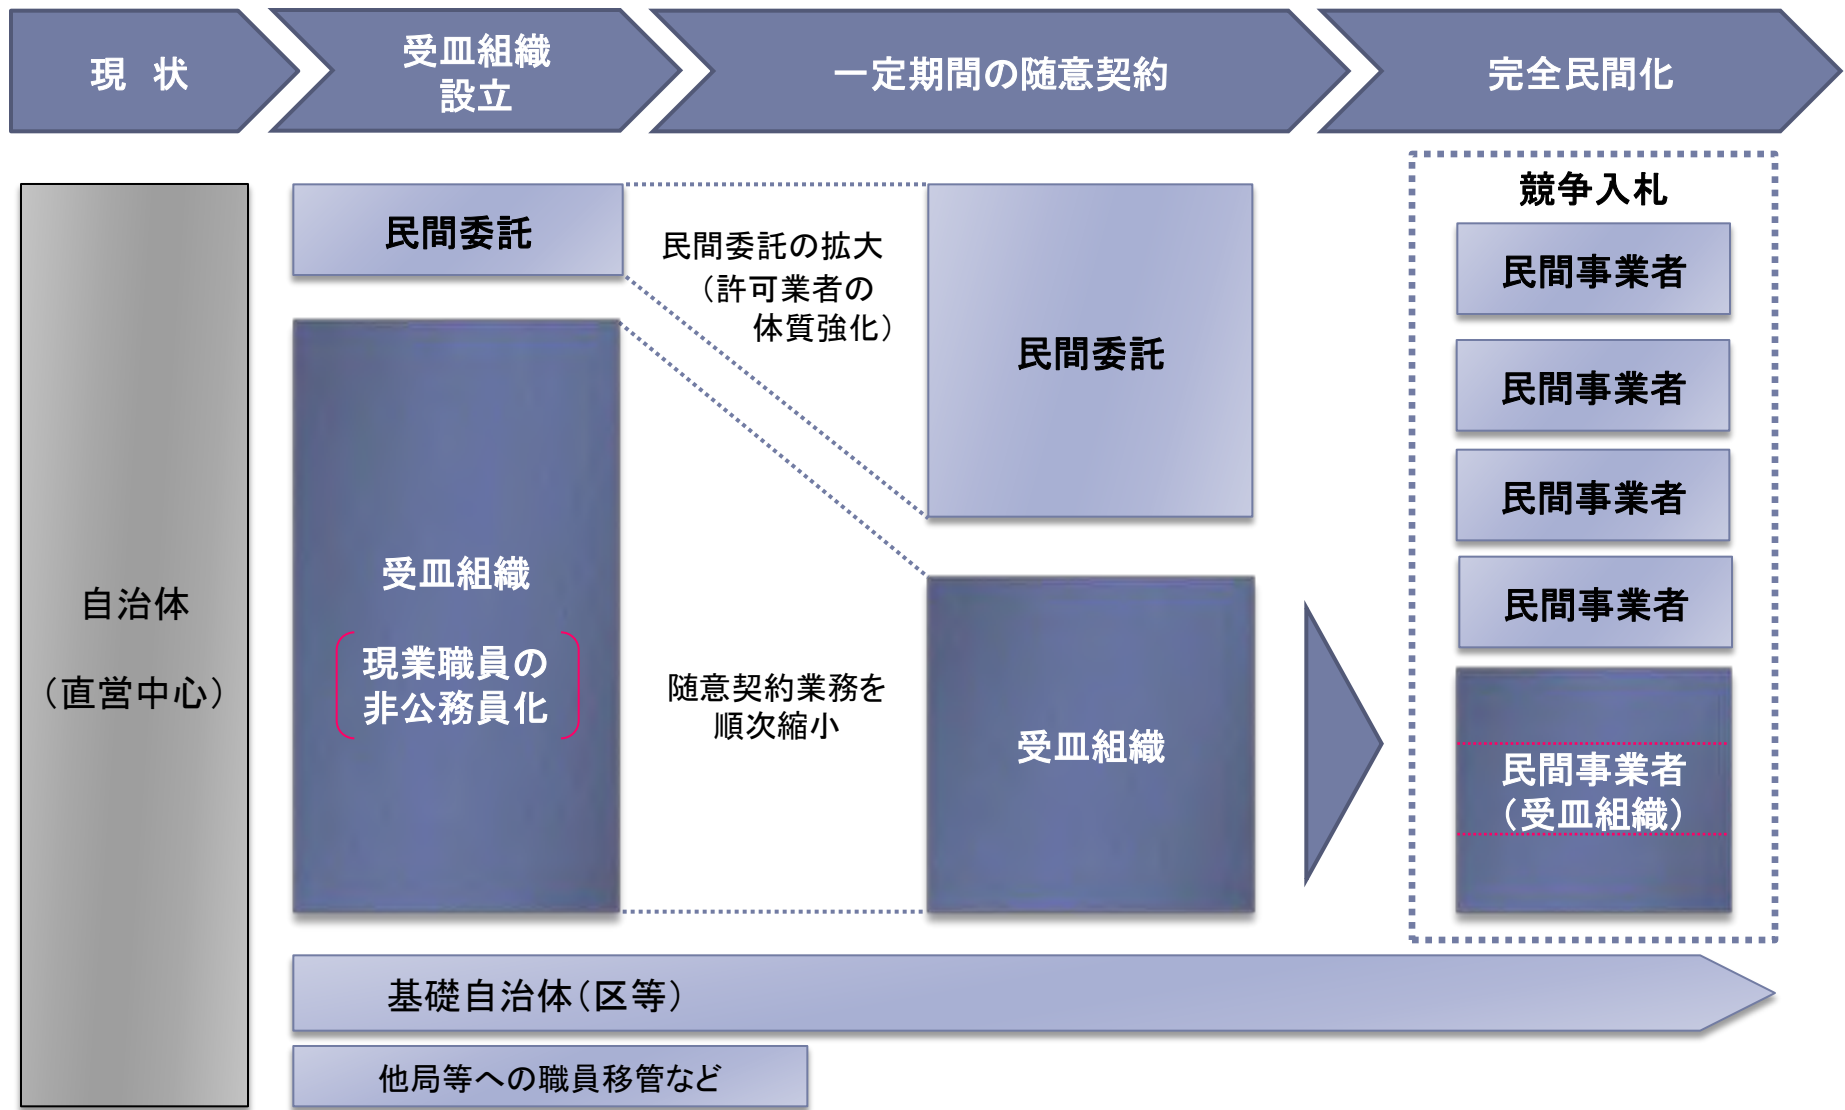 現　状
受皿組織
設立
一定期間の随意契約
完全民間化
自治体
（直営中心）
民間委託
受皿組織
現業職員の
非公務員化
民間委託の拡大
（許可業者の
体質強化）
随意契約業務を
順次縮小
民間委託
受皿組織
競争入札
民間事業者
民間事業者
民間事業者
民間事業者
民間事業者
（受皿組織）
基礎自治体（区等）
他局等への職員移管など